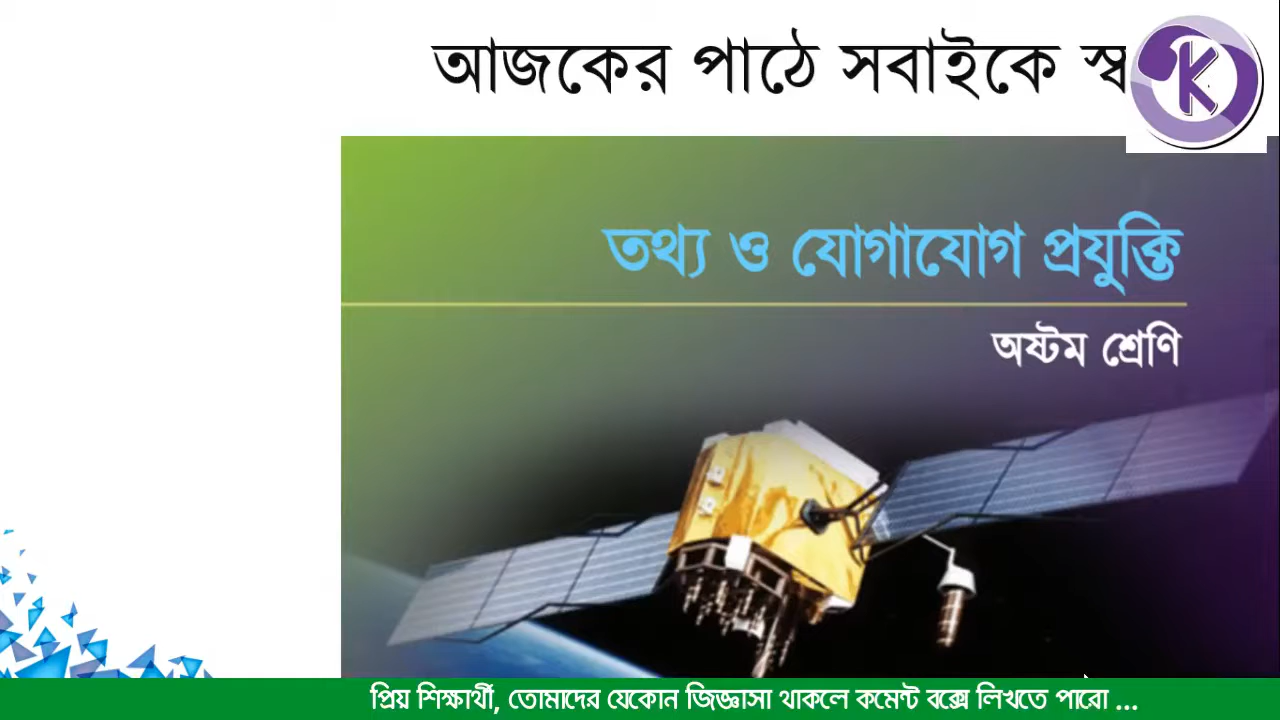 আজকের পাঠে সবাইকে স্ব
K
তথ্য ও যোগাযোগ প্রযুক্তি
অষ্টম শ্রেণি
প্রিয় শিক্ষার্থী, তোমাদের যেকোন জিজ্ঞাসা থাকলে কমেন্ট বক্সে লিখতে পারো ...